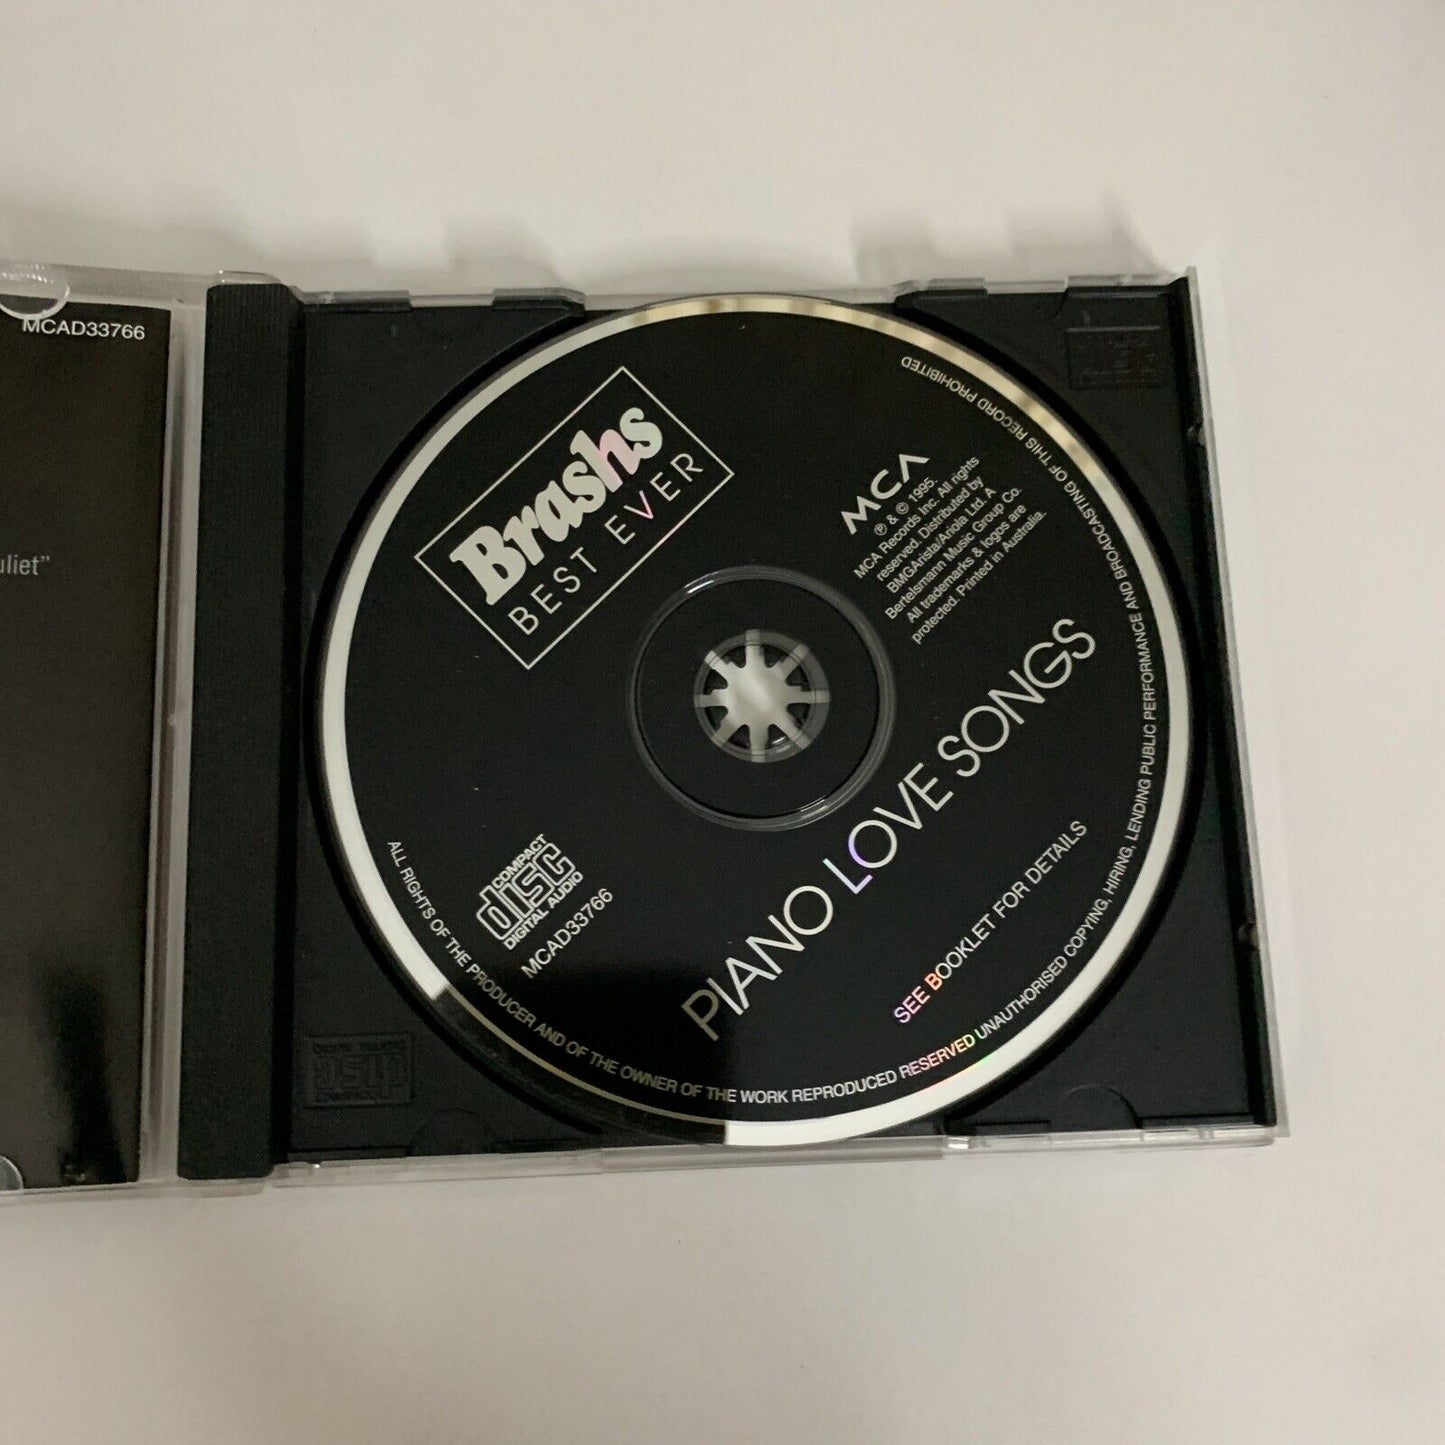 MCAD33766
uliet”
Brashs
BEST EVER
MCA
℗ & © 1995.
MCA Records Inc. All rights
reserved. Distributed by
BMGArista/Ariola Ltd. A
Bertelsmann Music Group Co.
All trademarks & logos are
protected. Printed in Australia.
COMPACT
disc
DIGITAL AUDIO
MCAD33766
PIANO LOVE SONGS
SEE BOOKLET FOR DETAILS
ALL RIGHTS OF THE PRODUCER AND OF THE OWNER OF THE WORK REPRODUCED RESERVED UNAUTHORISED COPYING, HIRING, LENDING PUBLIC PERFORMANCE AND BROADCASTING OF THIS RECORD PROHIBITED
disc